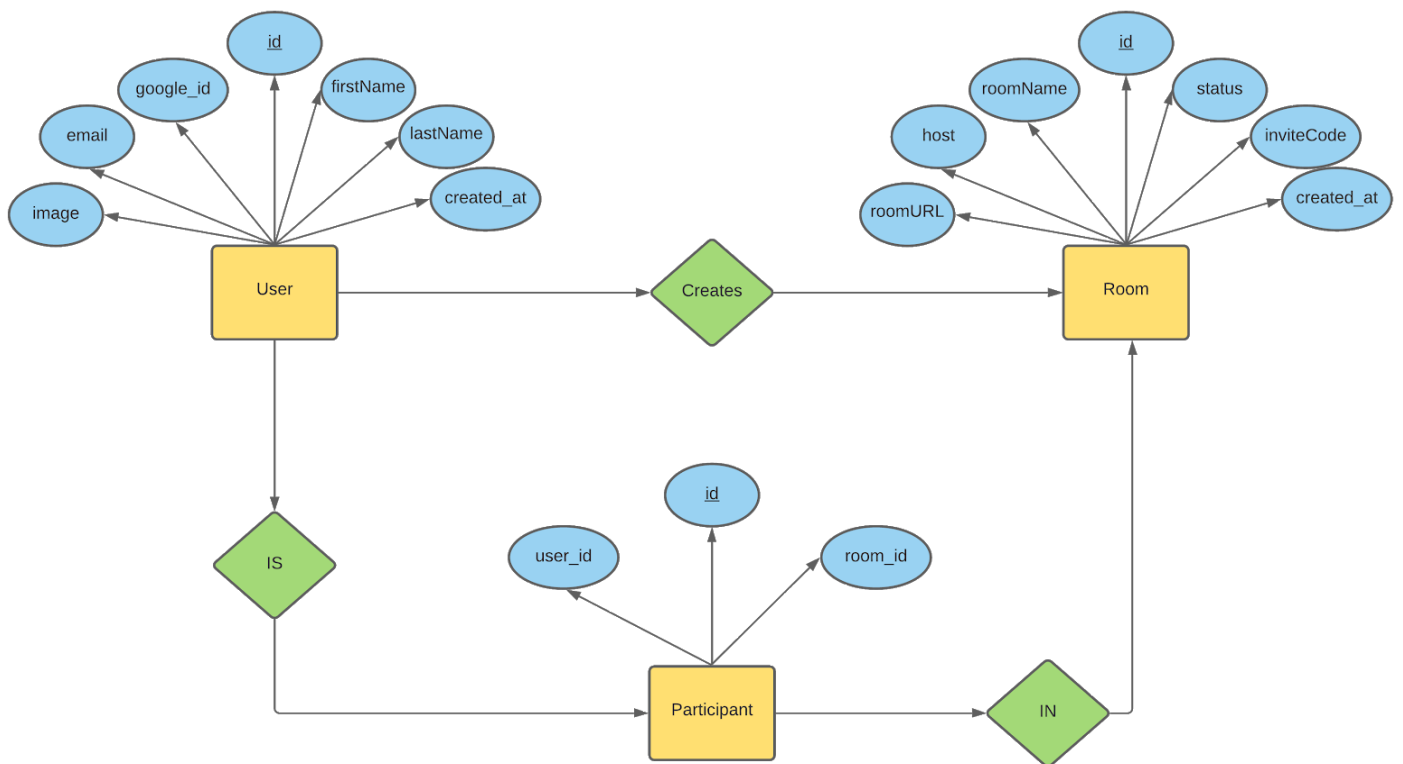 id
google_id
firstName
email
lastName
image
created_at
User
Creates
id
roomName
status
host
inviteCode
roomURL
created_at
Room
IS
id
user_id
room_id
Participant
IN